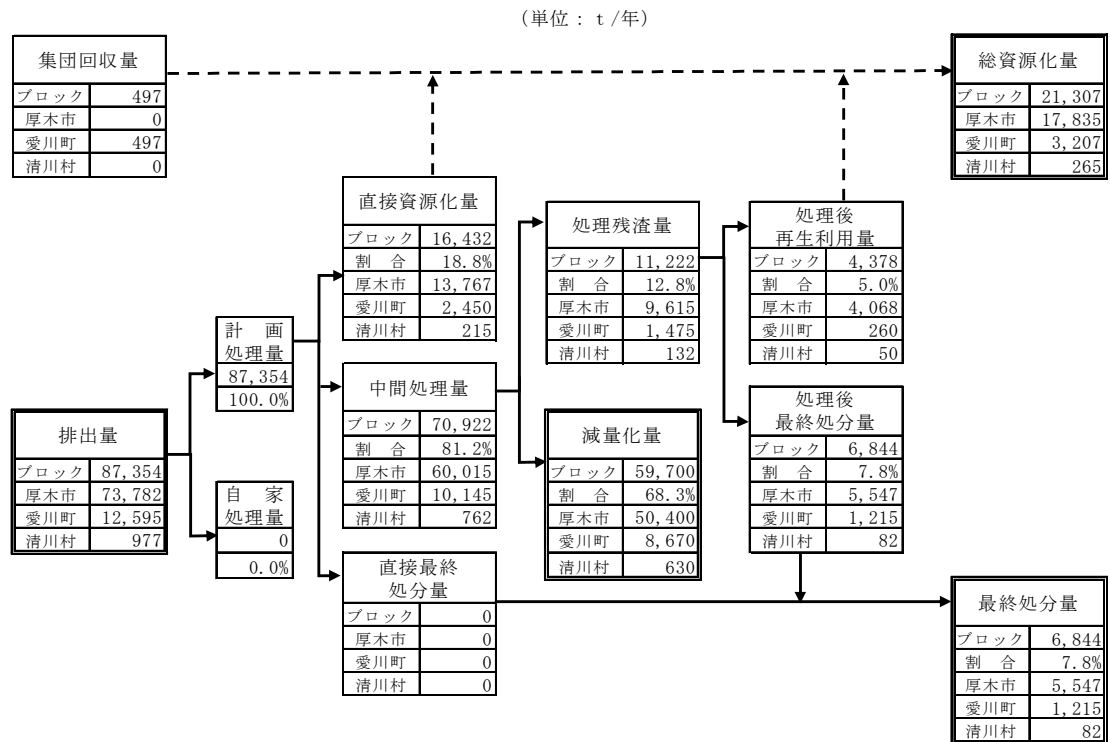 （単位：ｔ/年）
集団回収量
ブロック 497
厚木市 0
愛川町 497
清川村 0
総資源化量
ブロック 21,307
厚木市 17,835
愛川町 3,207
清川村 265
直接資源化量
ブロック 16,432
割　合 18.8%
厚木市 13,767
愛川町 2,450
清川村 215
処理残渣量
ブロック 11,222
割　合 12.8%
厚木市 9,615
愛川町 1,475
清川村 132
処理後
再生利用量
ブロック 4,378
割　合 5.0%
厚木市 4,068
愛川町 260
清川村 50
計　画
処理量
87,354
100.0%
中間処理量
ブロック 70,922
割　合 81.2%
厚木市 60,015
愛川町 10,145
清川村 762
処理後
最終処分量
ブロック 6,844
割　合 7.8%
厚木市 5,547
愛川町 1,215
清川村 82
排出量
ブロック 87,354
厚木市 73,782
愛川町 12,595
清川村 977
減量化量
ブロック 59,700
割　合 68.3%
厚木市 50,400
愛川町 8,670
清川村 630
自　家
処理量
0
0.0%
直接最終
処分量
ブロック 0
厚木市 0
愛川町 0
清川村 0
最終処分量
ブロック 6,844
割　合 7.8%
厚木市 5,547
愛川町 1,215
清川村 82